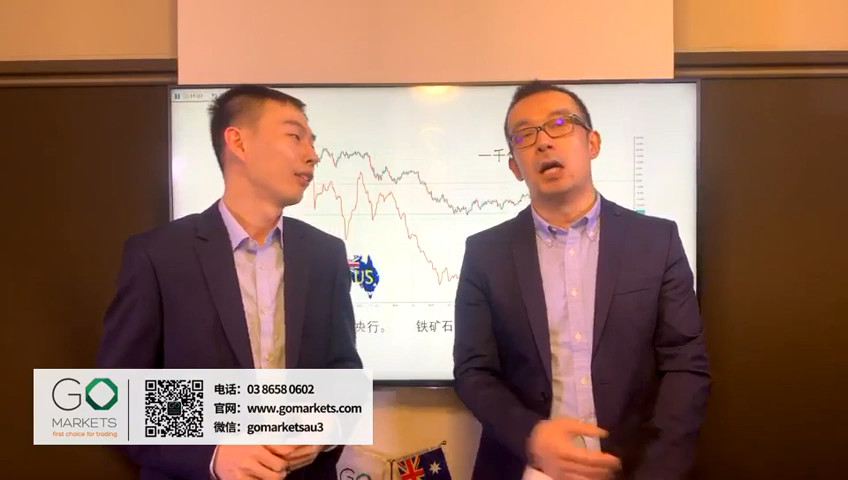 一千
US
央行。 铁矿石
GO
MARKETS
first choice for trading
电话：03 8658 0602
官网：www.gomarkets.com
微信：gomarketsau3
GO